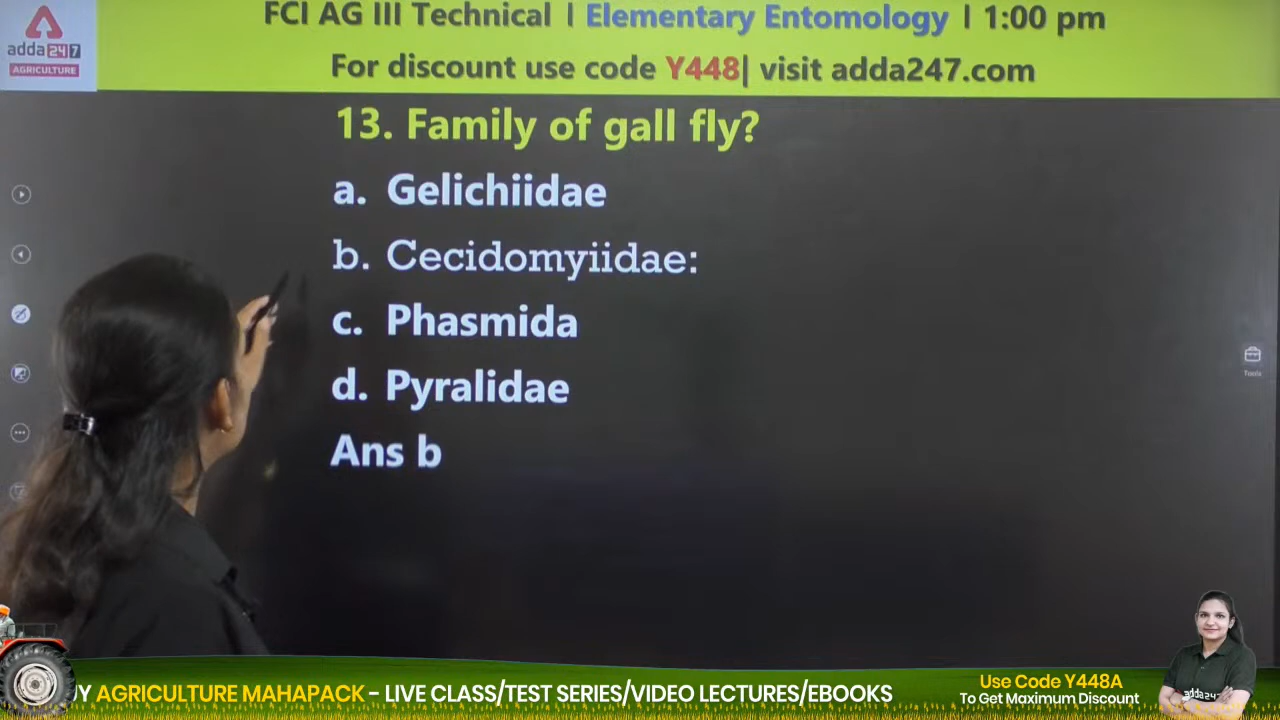 FCI AG III Technical I Elementary Entomology I 1:00 pm
For discount use code Y448| visit adda247.com
adda247
AGRICULTURE
13. Family of gall fly?
a. Gelichiidae
b. Cecidomyiidae:
c. Phasmida
d. Pyralidae
Ans b
Tools
AGRICULTURE MAHAPACK - LIVE CLASS/TEST SERIES/VIDEO LECTURES/EBOOKS
Use Code Y448A
To Get Maximum Discount